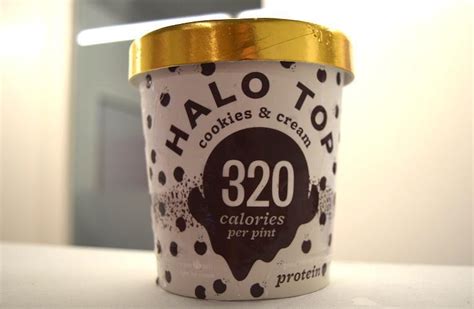 HALO TOP
cookies & cream
320
calories
per pint
protein